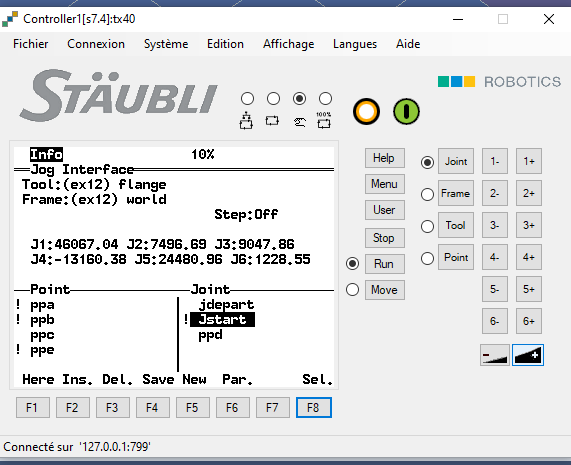 Controller1[s7.4]:tx40
Fichier Connexion Système Edition Affichage Langues Aide
STÄUBLI
ROBOTICS
100%
Info 10%
Jog Interface
Tool:(ex12) flange
Frame:(ex12) world
Step:Off
J1:46067.04 J2:7496.69 J3:9047.86
J4:-13160.38 J5:24480.96 J6:1228.55
Point Joint
! ppa jdepart
! ppb ! Jstart
ppc ppd
! ppe
Here Ins. Del. Save New Par. Sel.
F1 F2 F3 F4 F5 F6 F7 F8
Help
Menu
User
Stop
Run
Move
Joint 1- 1+
Frame 2- 2+
Tool 3- 3+
Point 4- 4+
5- 5+
6- 6+
- +
Connecté sur '127.0.0.1:799'